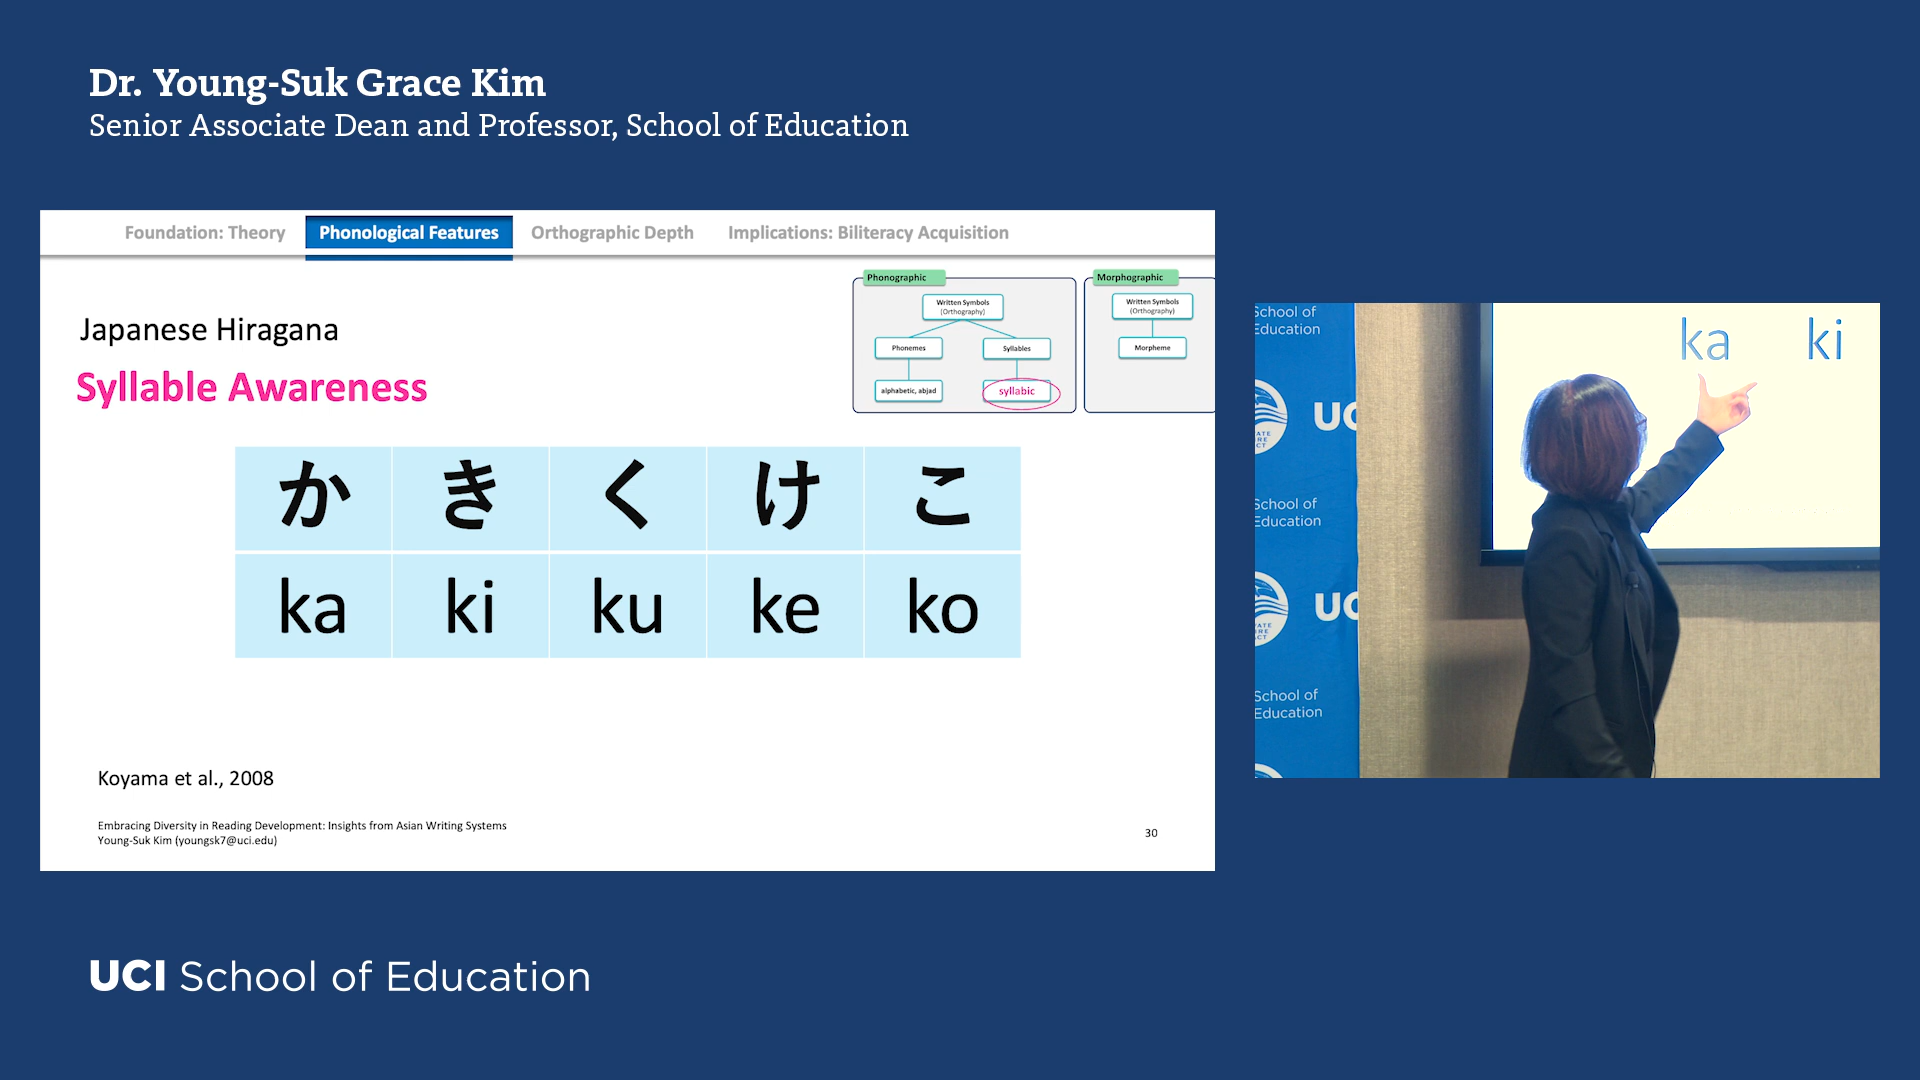 Dr. Young-Suk Grace Kim
Senior Associate Dean and Professor, School of Education
Foundation: Theory
Phonological Features
Orthographic Depth
Implications: Biliteracy Acquisition
Phonographic
Written Symbols
(Orthography)
Phonemes
Syllables
alphabetic, abjad
syllabic
Morphographic
Written Symbols
(Orthography)
Morpheme
Japanese Hiragana
Syllable Awareness
か き く け こ
ka ki ku ke ko
Koyama et al., 2008
Embracing Diversity in Reading Development: Insights from Asian Writing Systems
Young-Suk Kim (youngsk7@uci.edu)
30
School of
Education
UC
School of
Education
UC
School of
Education
ka ki
UCI School of Education